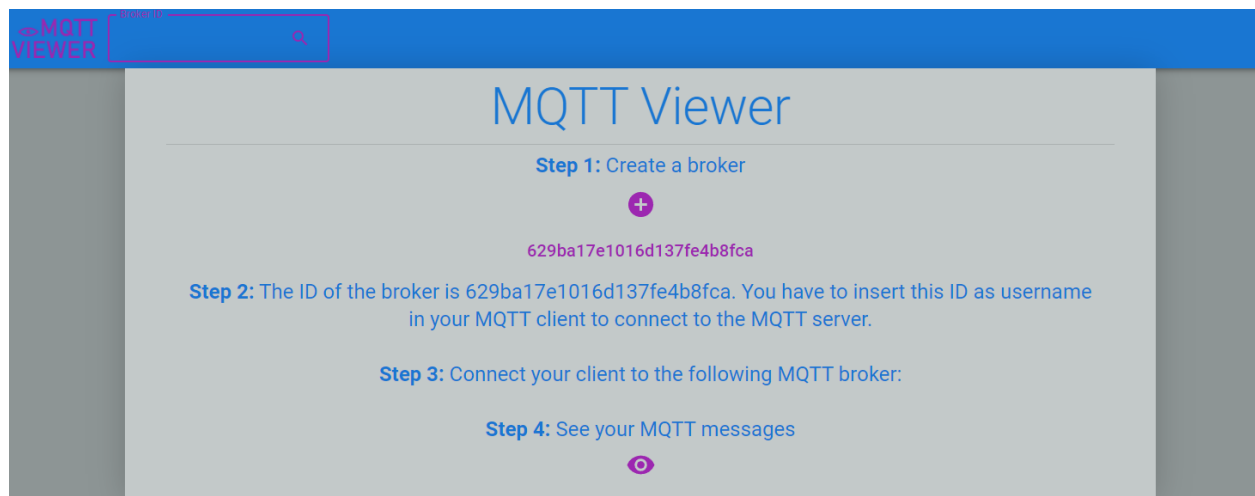 MQTT
VIEWER
Broker ID
MQTT Viewer
Step 1: Create a broker
629ba17e1016d137fe4b8fca
Step 2: The ID of the broker is 629ba17e1016d137fe4b8fca. You have to insert this ID as username
in your MQTT client to connect to the MQTT server.
Step 3: Connect your client to the following MQTT broker:
Step 4: See your MQTT messages